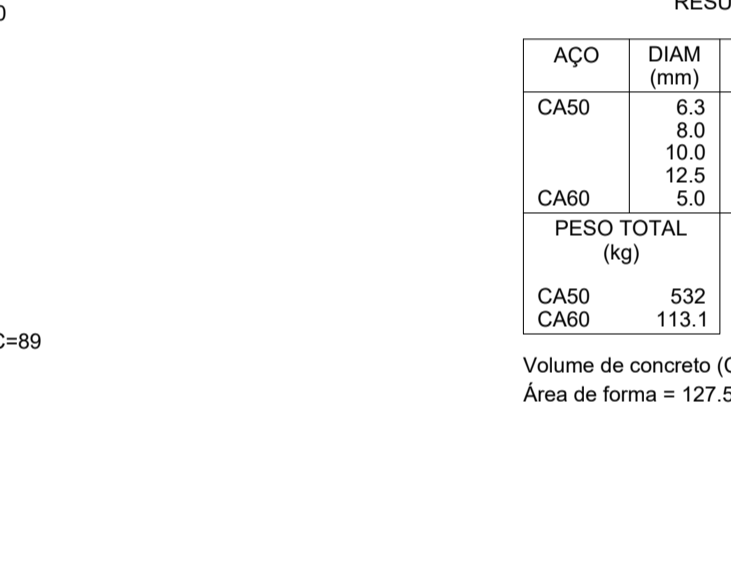 RESU
AÇO DIAM
(mm)
CA50 6.3
8.0
10.0
12.5
CA60 5.0
PESO TOTAL
(kg)
CA50 532
CA60 113.1
C=89
Volume de concreto (C
Área de forma = 127.5